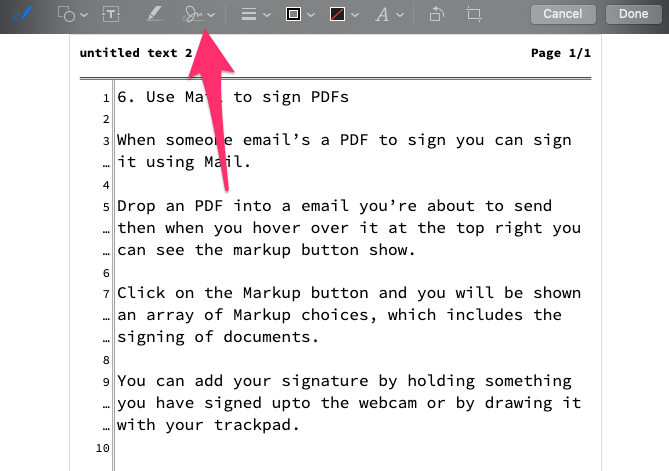 T
A
Cancel
Done
untitled text 2
Page 1/1
1 6. Use Mail to sign PDFs
2
3 When someone email’s a PDF to sign you can sign
… it using Mail.
4
5 Drop an PDF into a email you’re about to send
… then when you hover over it at the top right you
… can see the markup button show.
6
7 Click on the Markup button and you will be shown
… an array of Markup choices, which includes the
… signing of documents.
8
9 You can add your signature by holding something
… you have signed upto the webcam or by drawing it
… with your trackpad.
10